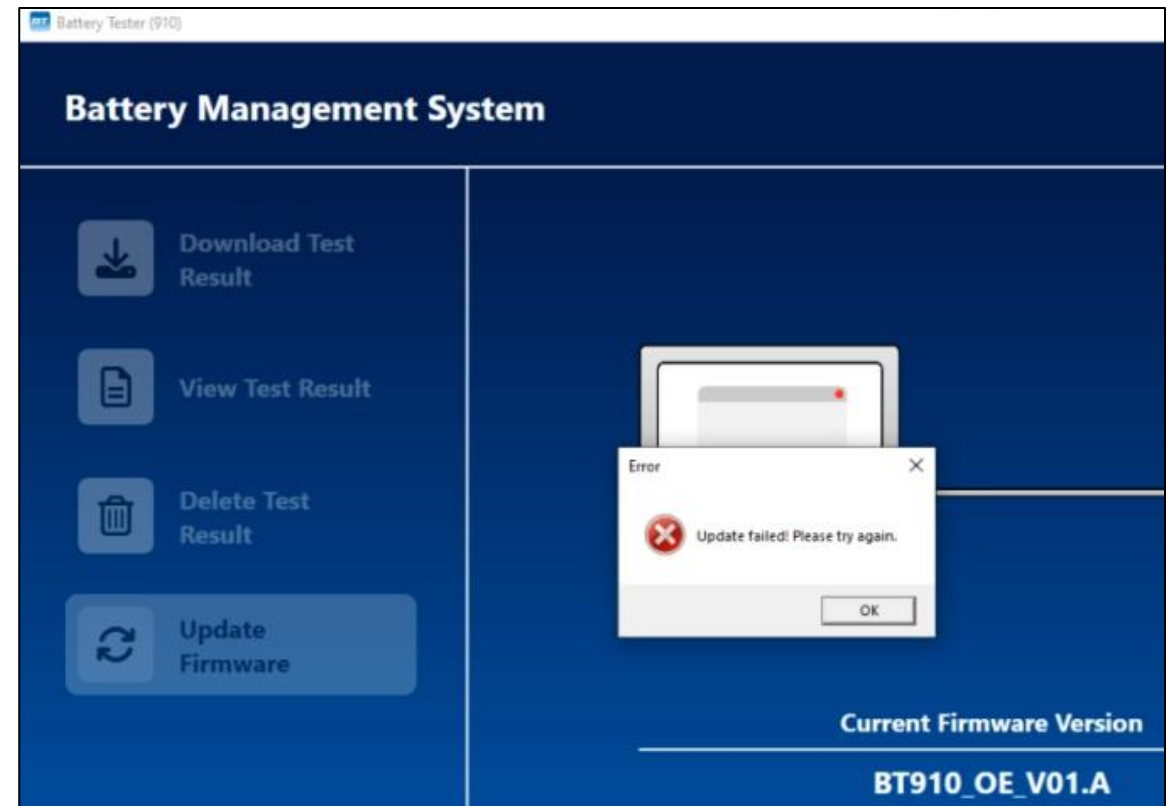 BT
Battery Tester (910)
Battery Management System
Download Test
Result
View Test Result
Delete Test
Result
Update
Firmware
Error
Update failed! Please try again.
OK
Current Firmware Version
BT910_OE_V01.A